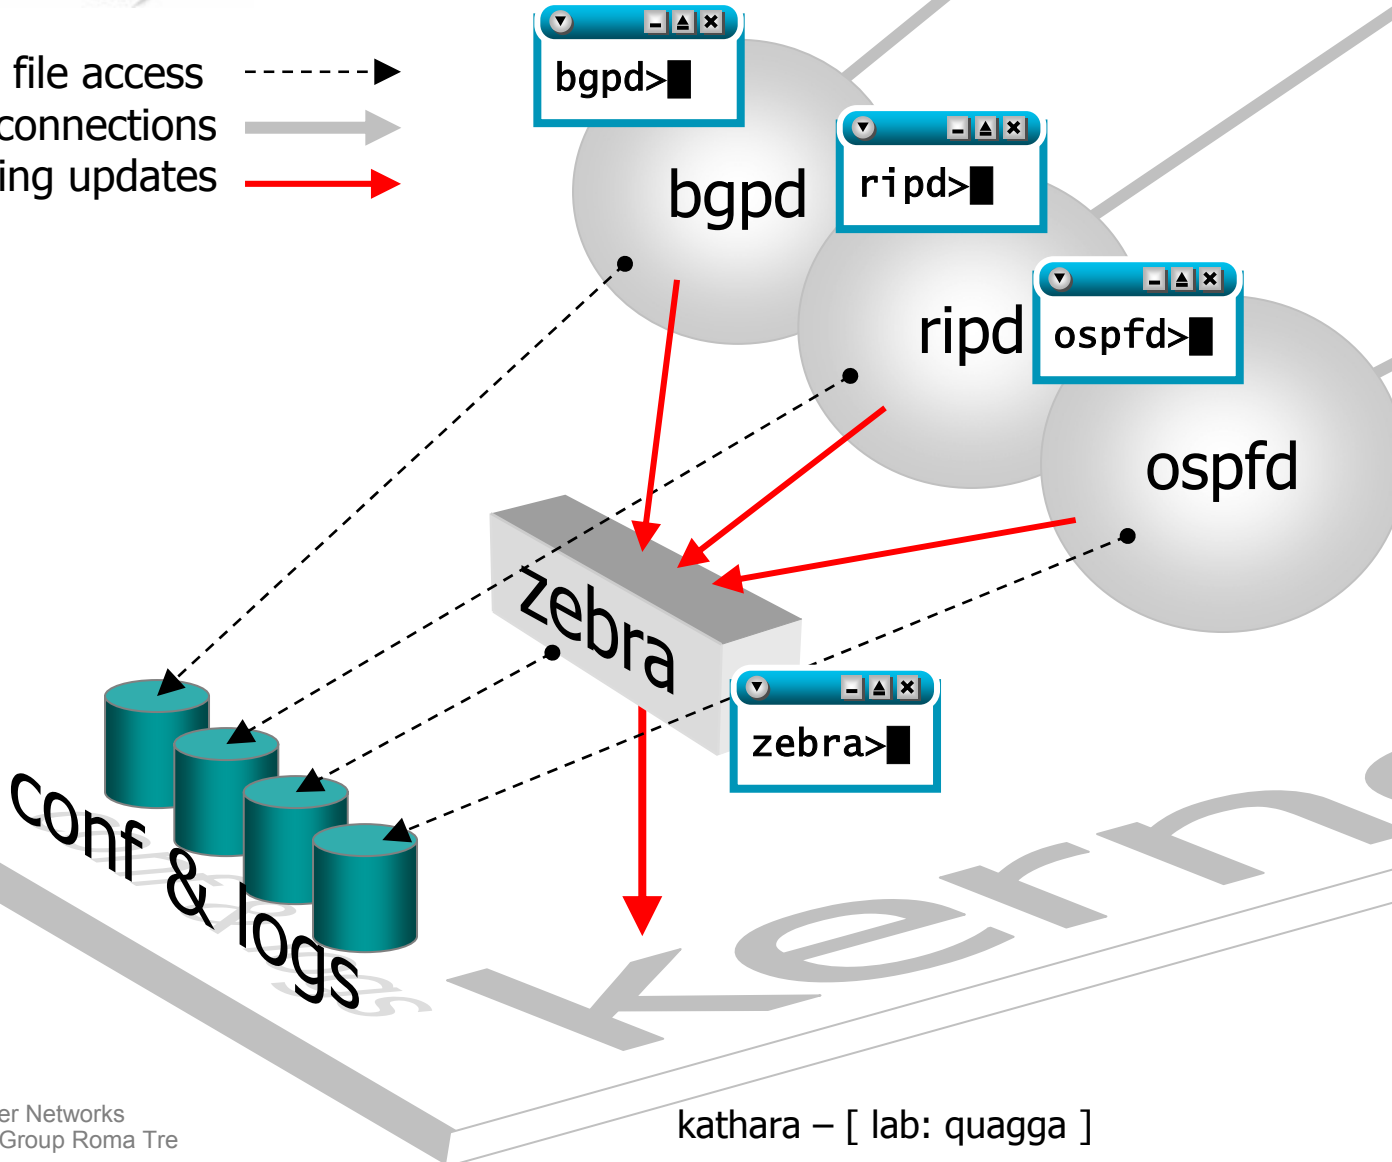 file access
connections
ing updates
bgpd>
bgpd
ripd>
ripd
ospfd>
ospfd
zebra
zebra>
conf & logs
kern
er Networks
Group Roma Tre
kathara – [ lab: quagga ]